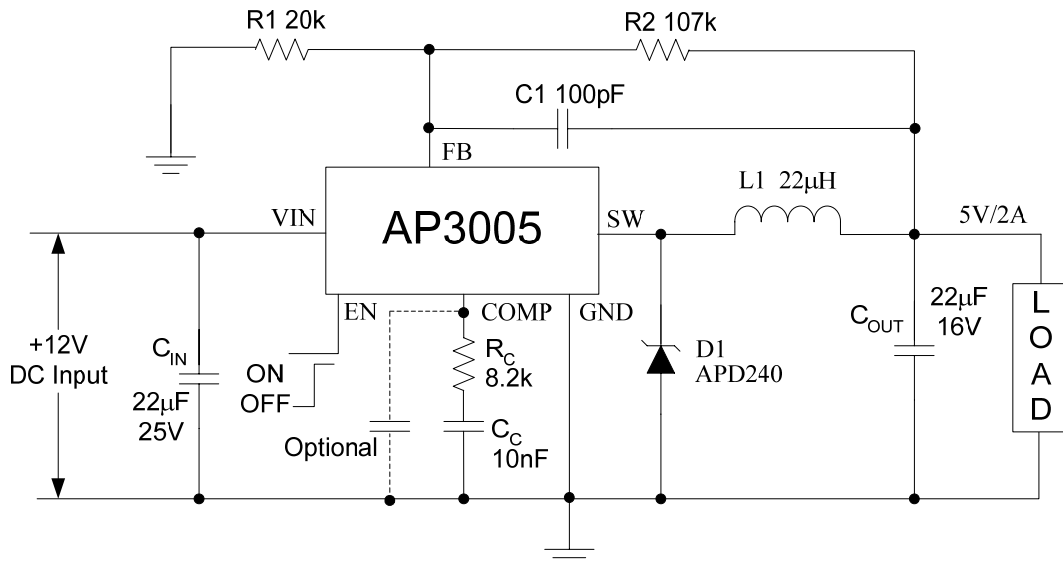 R1 20k
R2 107k
C1 100pF
FB
L1 22μH
VIN
AP3005
SW
5V/2A
EN
COMP
GND
+12V
DC Input
CIN
22μF
25V
ON
OFF
Optional
RC
8.2k
CC
10nF
D1
APD240
COUT
22μF
16V
LOAD